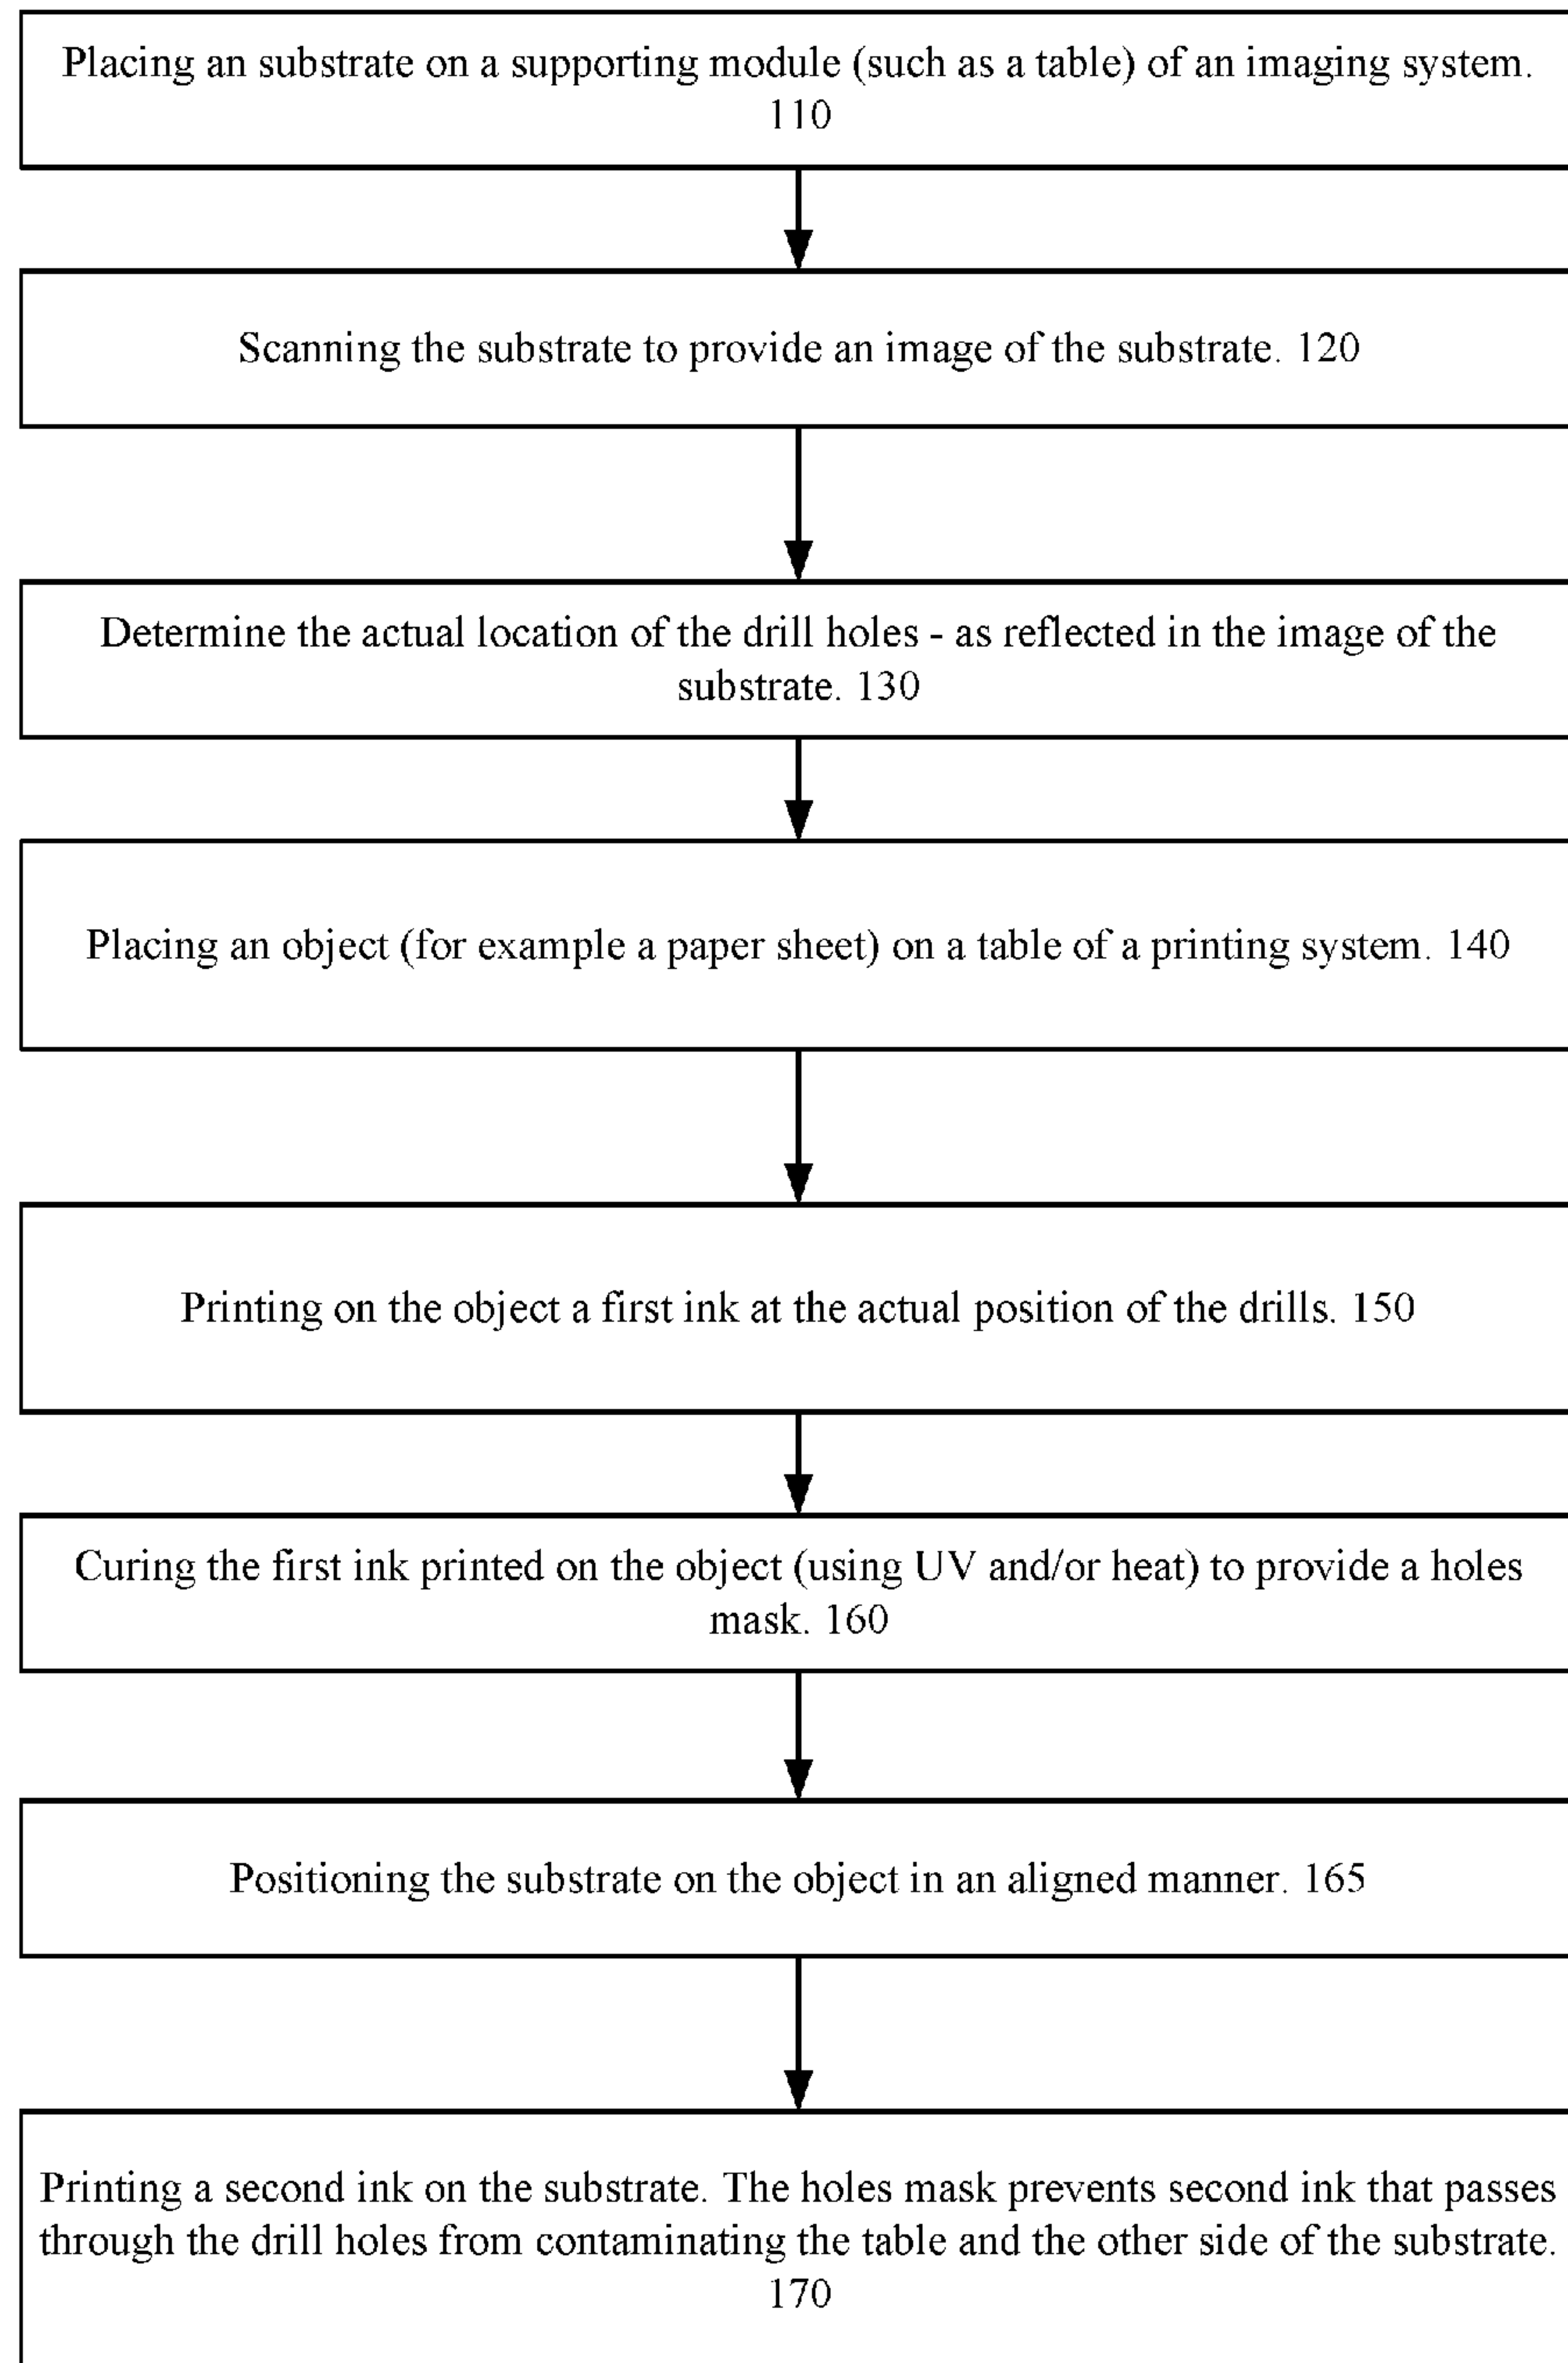 Placing an substrate on a supporting module (such as a table) of an imaging system.
110
Scanning the substrate to provide an image of the substrate. 120
Determine the actual location of the drill holes - as reflected in the image of the
substrate. 130
Placing an object (for example a paper sheet) on a table of a printing system. 140
Printing on the object a first ink at the actual position of the drills. 150
Curing the first ink printed on the object (using UV and/or heat) to provide a holes
mask. 160
Positioning the substrate on the object in an aligned manner. 165
Printing a second ink on the substrate. The holes mask prevents second ink that passes
through the drill holes from contaminating the table and the other side of the substrate.
170